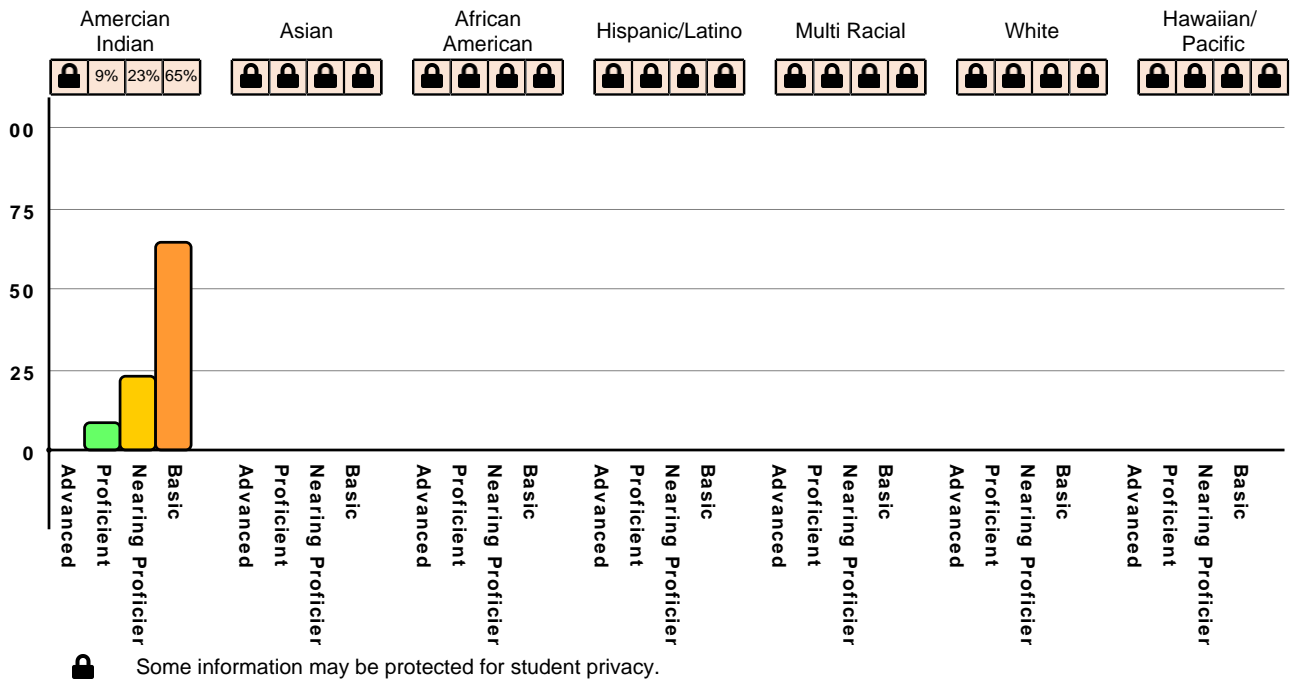 Amercian
Indian
Asian
African
American
Hispanic/Latino
Multi Racial
White
Hawaiian/
Pacific
9% 23% 65%
00
75
50
25
0
Advanced
Proficient
Nearing Proficier
Basic
Advanced
Proficient
Nearing Proficier
Basic
Advanced
Proficient
Nearing Proficier
Basic
Advanced
Proficient
Nearing Proficier
Basic
Advanced
Proficient
Nearing Proficier
Basic
Advanced
Proficient
Nearing Proficier
Basic
Advanced
Proficient
Nearing Proficier
Basic
Some information may be protected for student privacy.